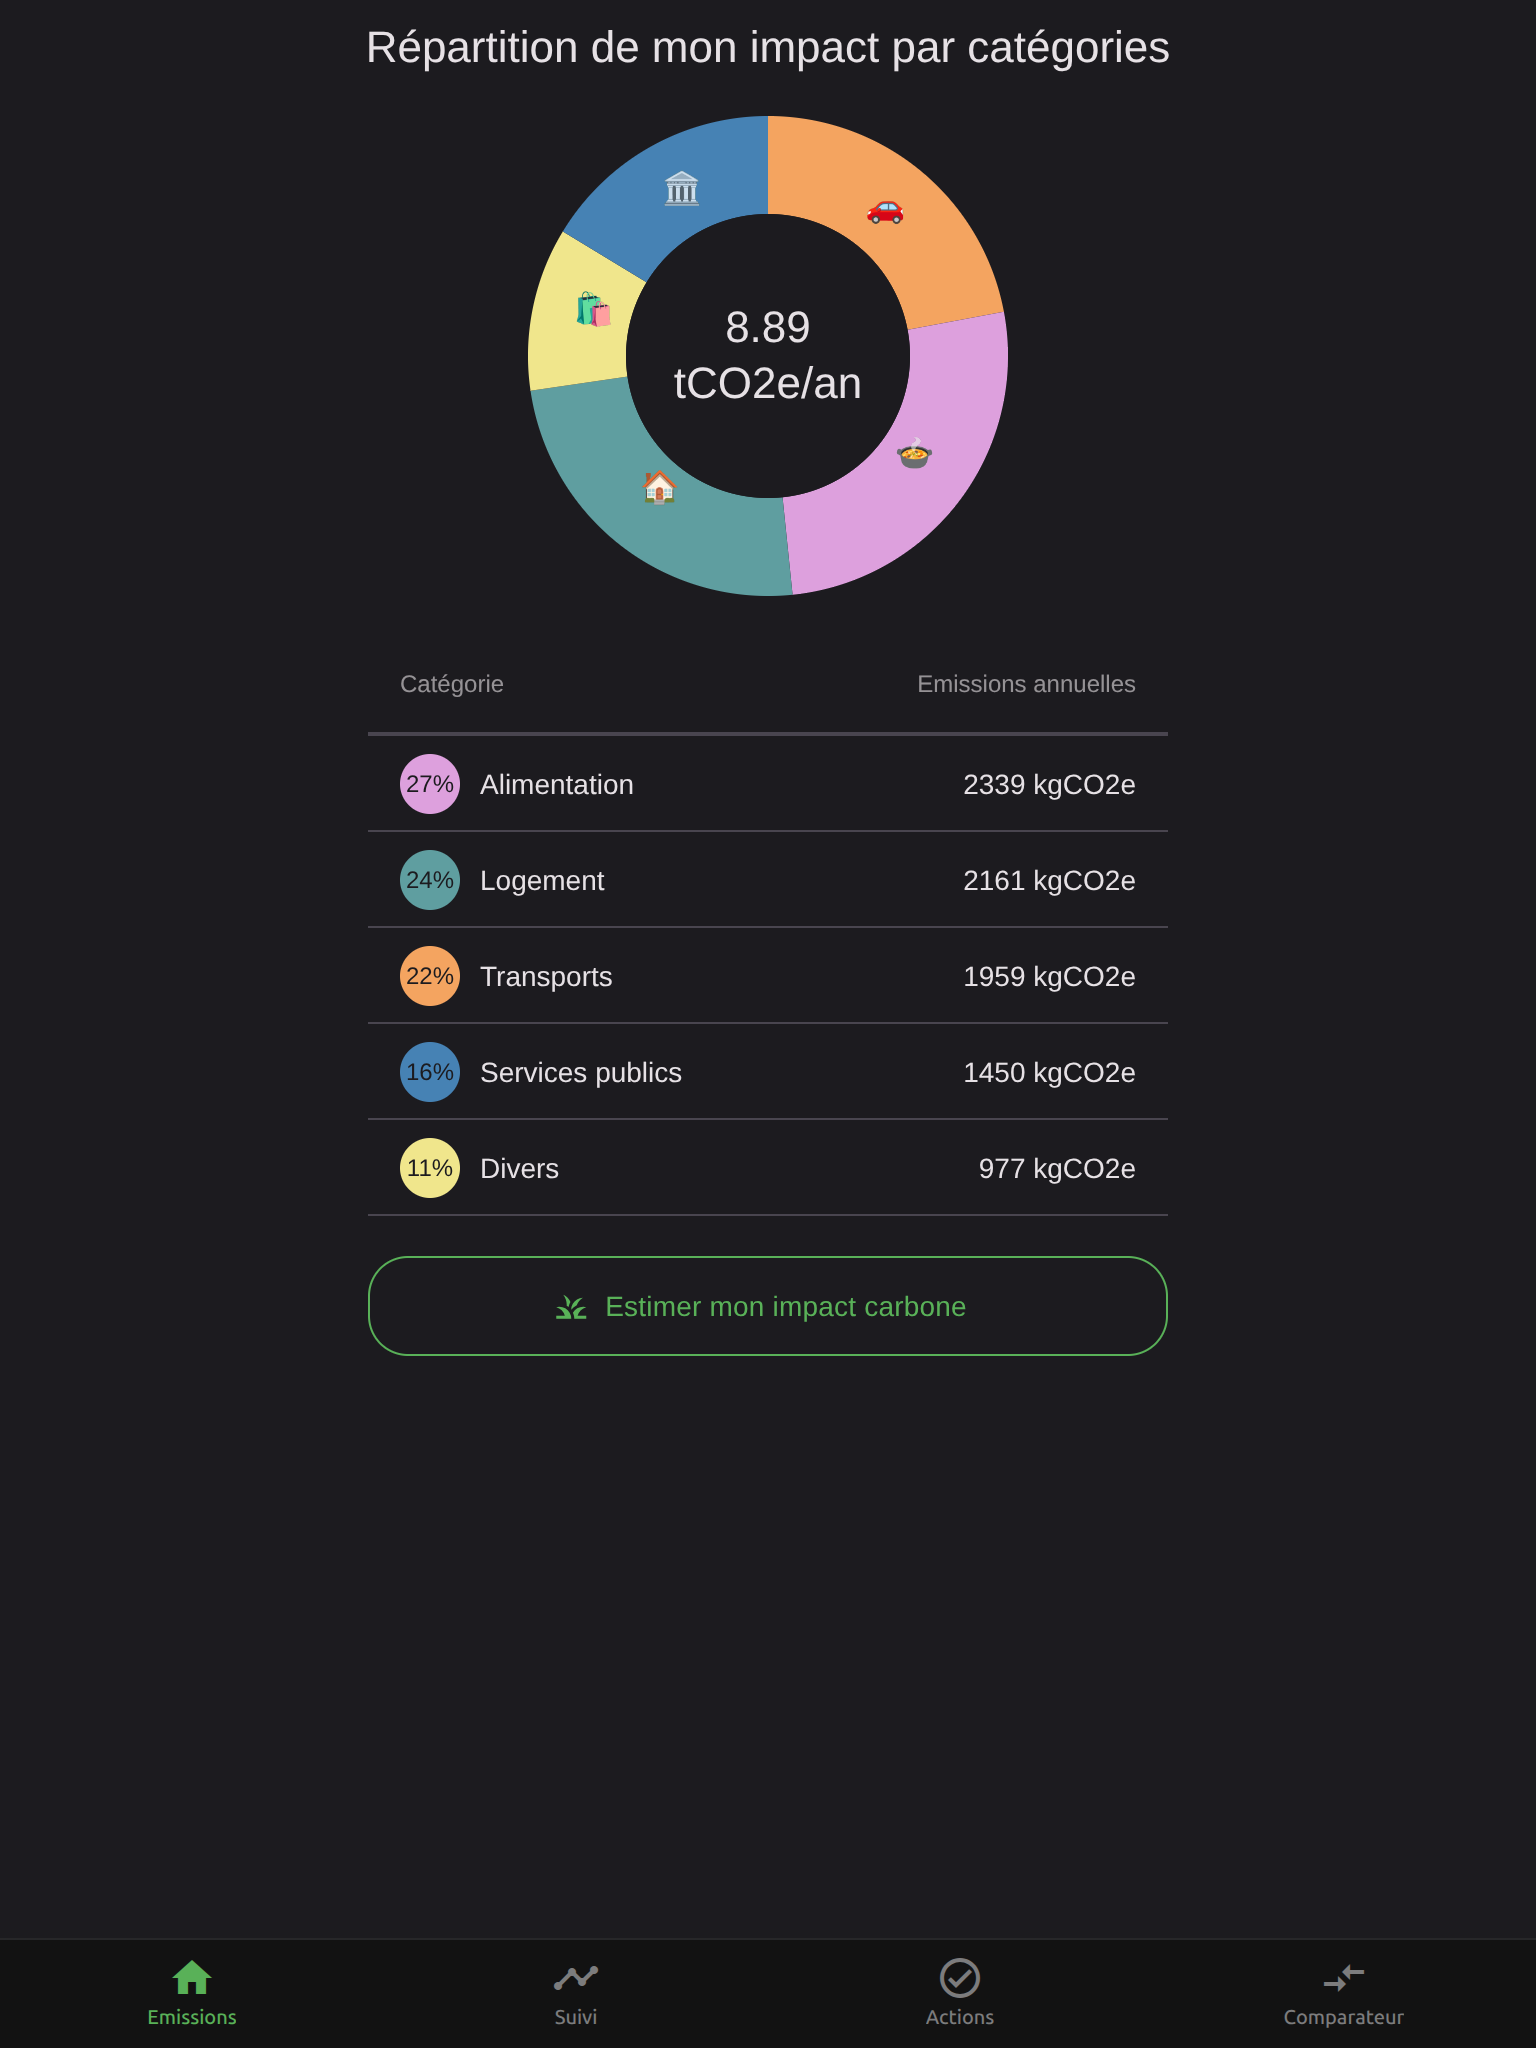 Répartition de mon impact par catégories
8.89
tCO2e/an
Catégorie Emissions annuelles
27% Alimentation 2339 kgCO2e
24% Logement 2161 kgCO2e
22% Transports 1959 kgCO2e
16% Services publics 1450 kgCO2e
11% Divers 977 kgCO2e
Estimer mon impact carbone
Emissions Suivi Actions Comparateur